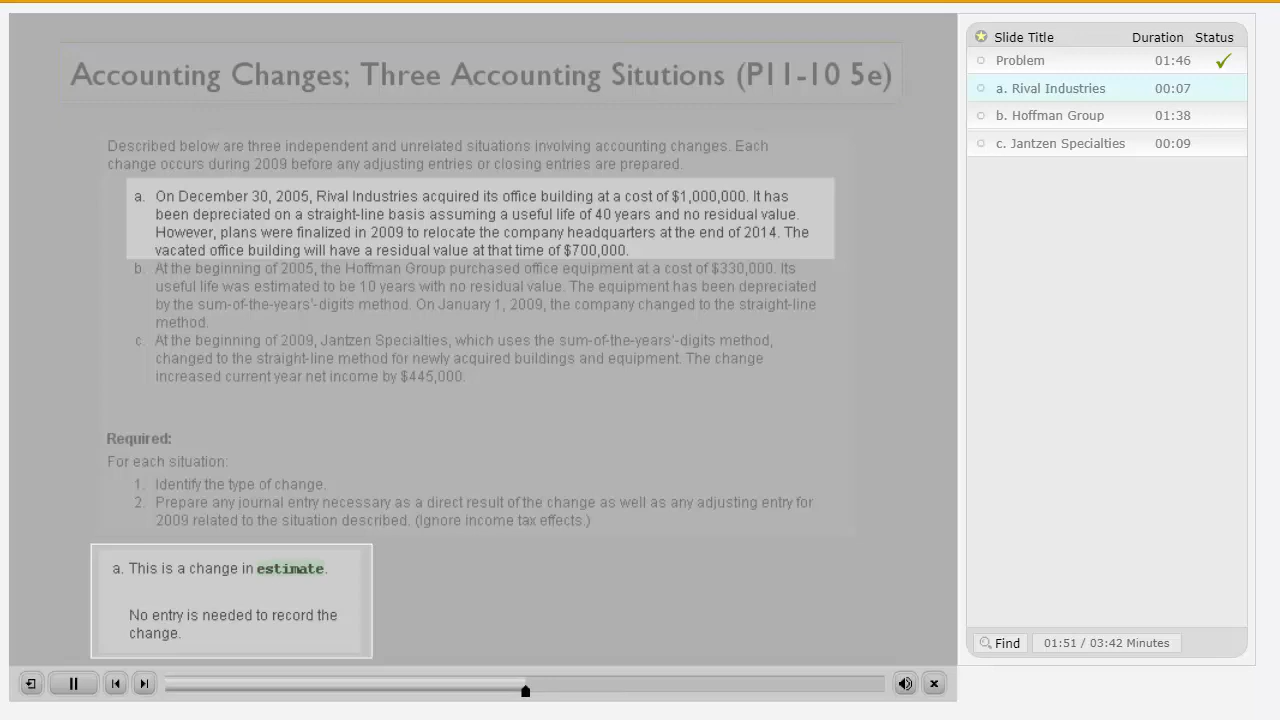 Accounting Changes; Three Accounting Situtions (P11-10 5e)
Described below are three independent and unrelated situations involving accounting changes. Each
change occurs during 2009 before any adjusting entries or closing entries are prepared.
a. On December 30, 2005, Rival Industries acquired its office building at a cost of $1,000,000. It has
been depreciated on a straight-line basis assuming a useful life of 40 years and no residual value.
However, plans were finalized in 2009 to relocate the company headquarters at the end of 2014. The
vacated office building will have a residual value at that time of $700,000.
b. At the beginning of 2005, the Hoffman Group purchased office equipment at a cost of $330,000. Its
useful life was estimated to be 10 years with no residual value. The equipment has been depreciated
by the sum-of-the-years'-digits method. On January 1, 2009, the company changed to the straight-line
method.
c. At the beginning of 2009, Jantzen Specialties, which uses the sum-of-the-years'-digits method,
changed to the straight-line method for newly acquired buildings and equipment. The change
increased current year net income by $445,000.
Required:
For each situation:
1. Identify the type of change.
2. Prepare any journal entry necessary as a direct result of the change as well as any adjusting entry for
2009 related to the situation described. (Ignore income tax effects.)
a. This is a change in estimate.
No entry is needed to record the
change.
Slide Title Duration Status
Problem 01:46
a. Rival Industries 00:07
b. Hoffman Group 01:38
c. Jantzen Specialties 00:09
Find 01:51 / 03:42 Minutes